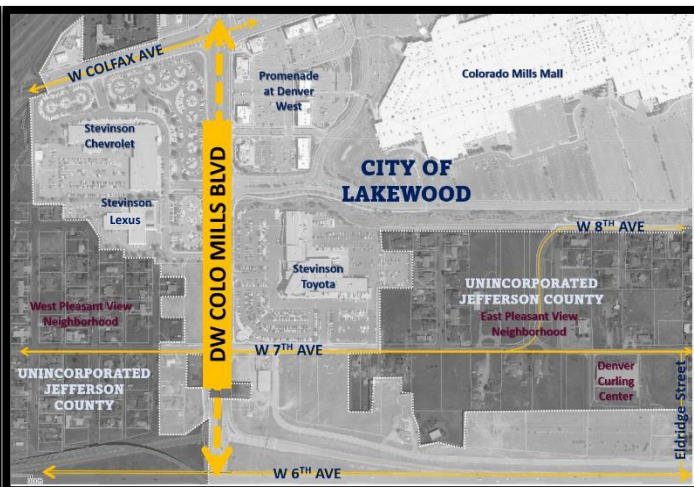 W COLFAX AVE
Promenade
at Denver
West
Colorado Mills Mall
Stevinson
Chevrolet
DW COLO MILLS BLVD
CITY OF
LAKEWOOD
Stevinson
Lexus
W 8TH AVE
Stevinson
Toyota
UNINCORPORATED
JEFFERSON COUNTY
East Pleasant View
Neighborhood
West Pleasant View
Neighborhood
W 7TH AVE
UNINCORPORATED
JEFFERSON
COUNTY
Denver
Curling
Center
Eldridge Street
W 6TH AVE